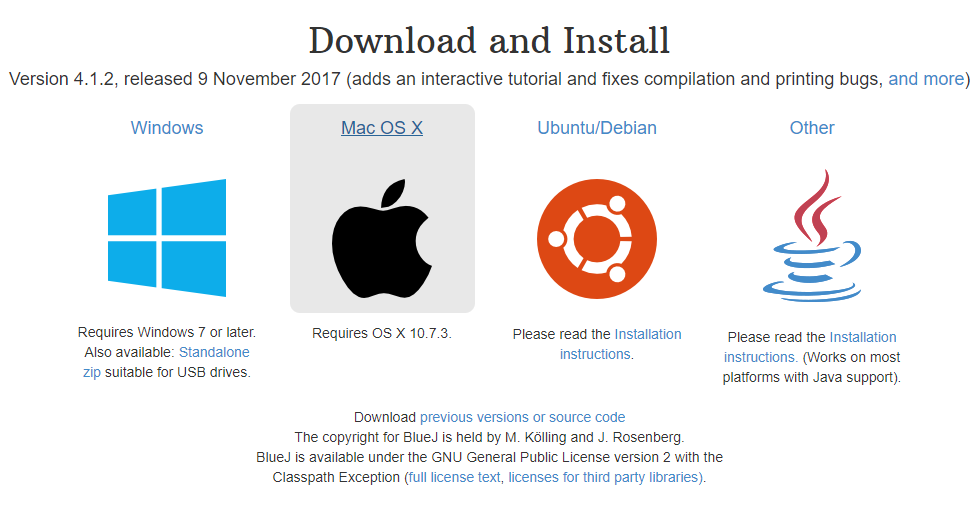 Download and Install
Version 4.1.2, released 9 November 2017 (adds an interactive tutorial and fixes compilation and printing bugs, and more)
Windows
Requires Windows 7 or later.
Also available: Standalone
zip suitable for USB drives.
Mac OS X
Requires OS X 10.7.3.
Ubuntu/Debian
Please read the Installation
instructions.
Other
Please read the Installation
instructions. (Works on most
platforms with Java support).
Download previous versions or source code
The copyright for BlueJ is held by M. Kölling and J. Rosenberg.
BlueJ is available under the GNU General Public License version 2 with the
Classpath Exception (full license text, licenses for third party libraries).